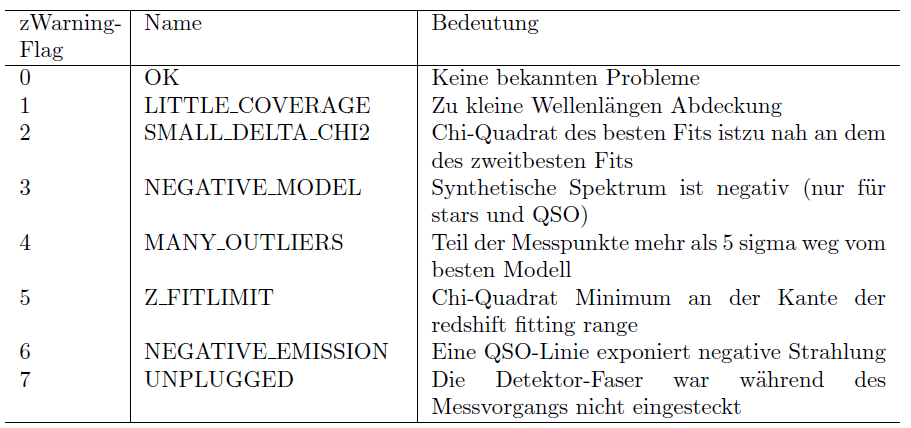 zWarning- Name Bedeutung
Flag
0 OK Keine bekannten Probleme
1 LITTLE_COVERAGE Zu kleine Wellenlängen Abdeckung
2 SMALL_DELTA_CHI2 Chi-Quadrat des besten Fits istzu nah an dem
des zweitbesten Fits
3 NEGATIVE_MODEL Synthetische Spektrum ist negativ (nur für
stars und QSO)
4 MANY_OUTLIERS Teil der Messpunkte mehr als 5 sigma weg vom
besten Modell
5 Z_FITLIMIT Chi-Quadrat Minimum an der Kante der
redshift fitting range
6 NEGATIVE_EMISSION Eine QSO-Linie exponiert negative Strahlung
7 UNPLUGGED Die Detektor-Faser war während des
Messvorgangs nicht eingesteckt